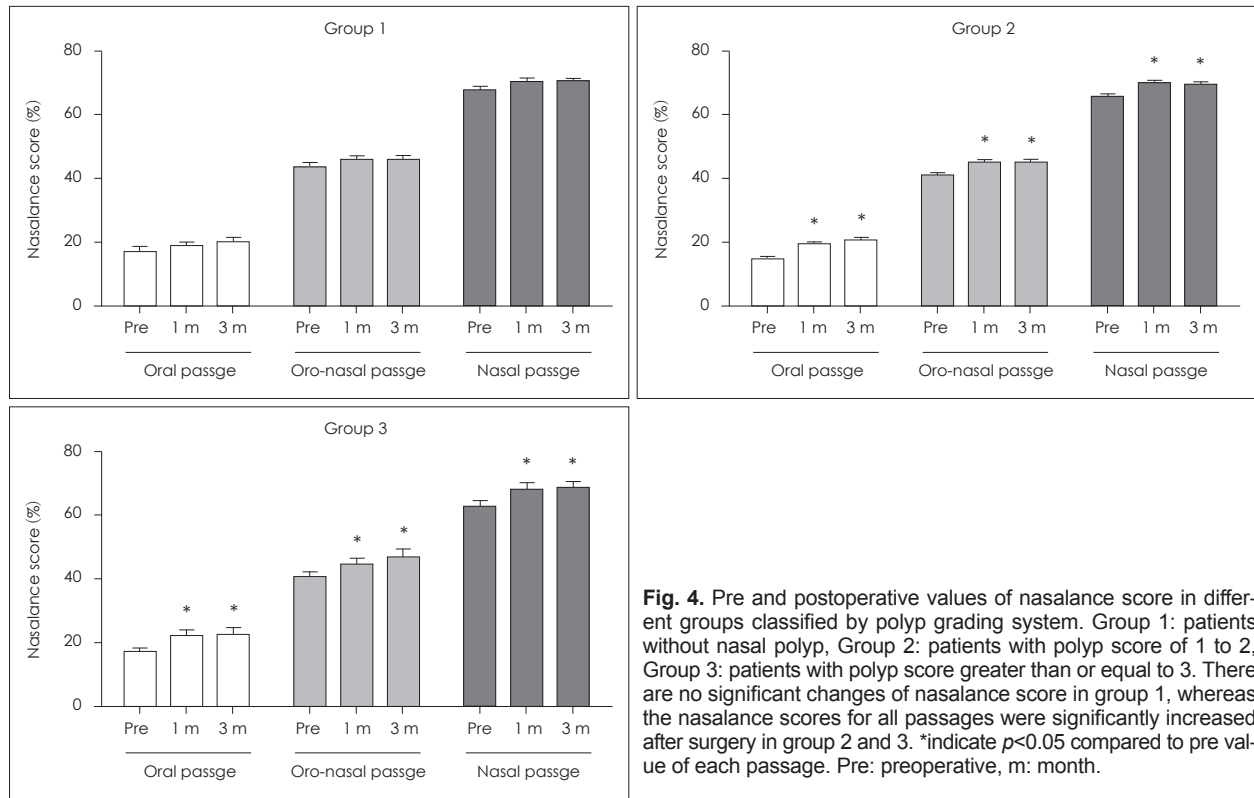 Group 1
Nasalance score (%)
80
60
40
20
0
Pre 1 m 3 m Pre 1 m 3 m Pre 1 m 3 m
Oral passge Oro-nasal passge Nasal passge
Group 2
Nasalance score (%)
80
60
40
20
0
* * * * * *
Pre 1 m 3 m Pre 1 m 3 m Pre 1 m 3 m
Oral passge Oro-nasal passge Nasal passge
Group 3
Nasalance score (%)
80
60
40
20
0
* * * * * *
Pre 1 m 3 m Pre 1 m 3 m Pre 1 m 3 m
Oral passge Oro-nasal passge Nasal passge
Fig. 4. Pre and postoperative values of nasalance score in differ-
ent groups classified by polyp grading system. Group 1: patients
without nasal polyp, Group 2: patients with polyp score of 1 to 2,
Group 3: patients with polyp score greater than or equal to 3. There
are no significant changes of nasalance score in group 1, whereas
the nasalance scores for all passages were significantly increased
after surgery in group 2 and 3. *indicate p<0.05 compared to pre val-
ue of each passage. Pre: preoperative, m: month.